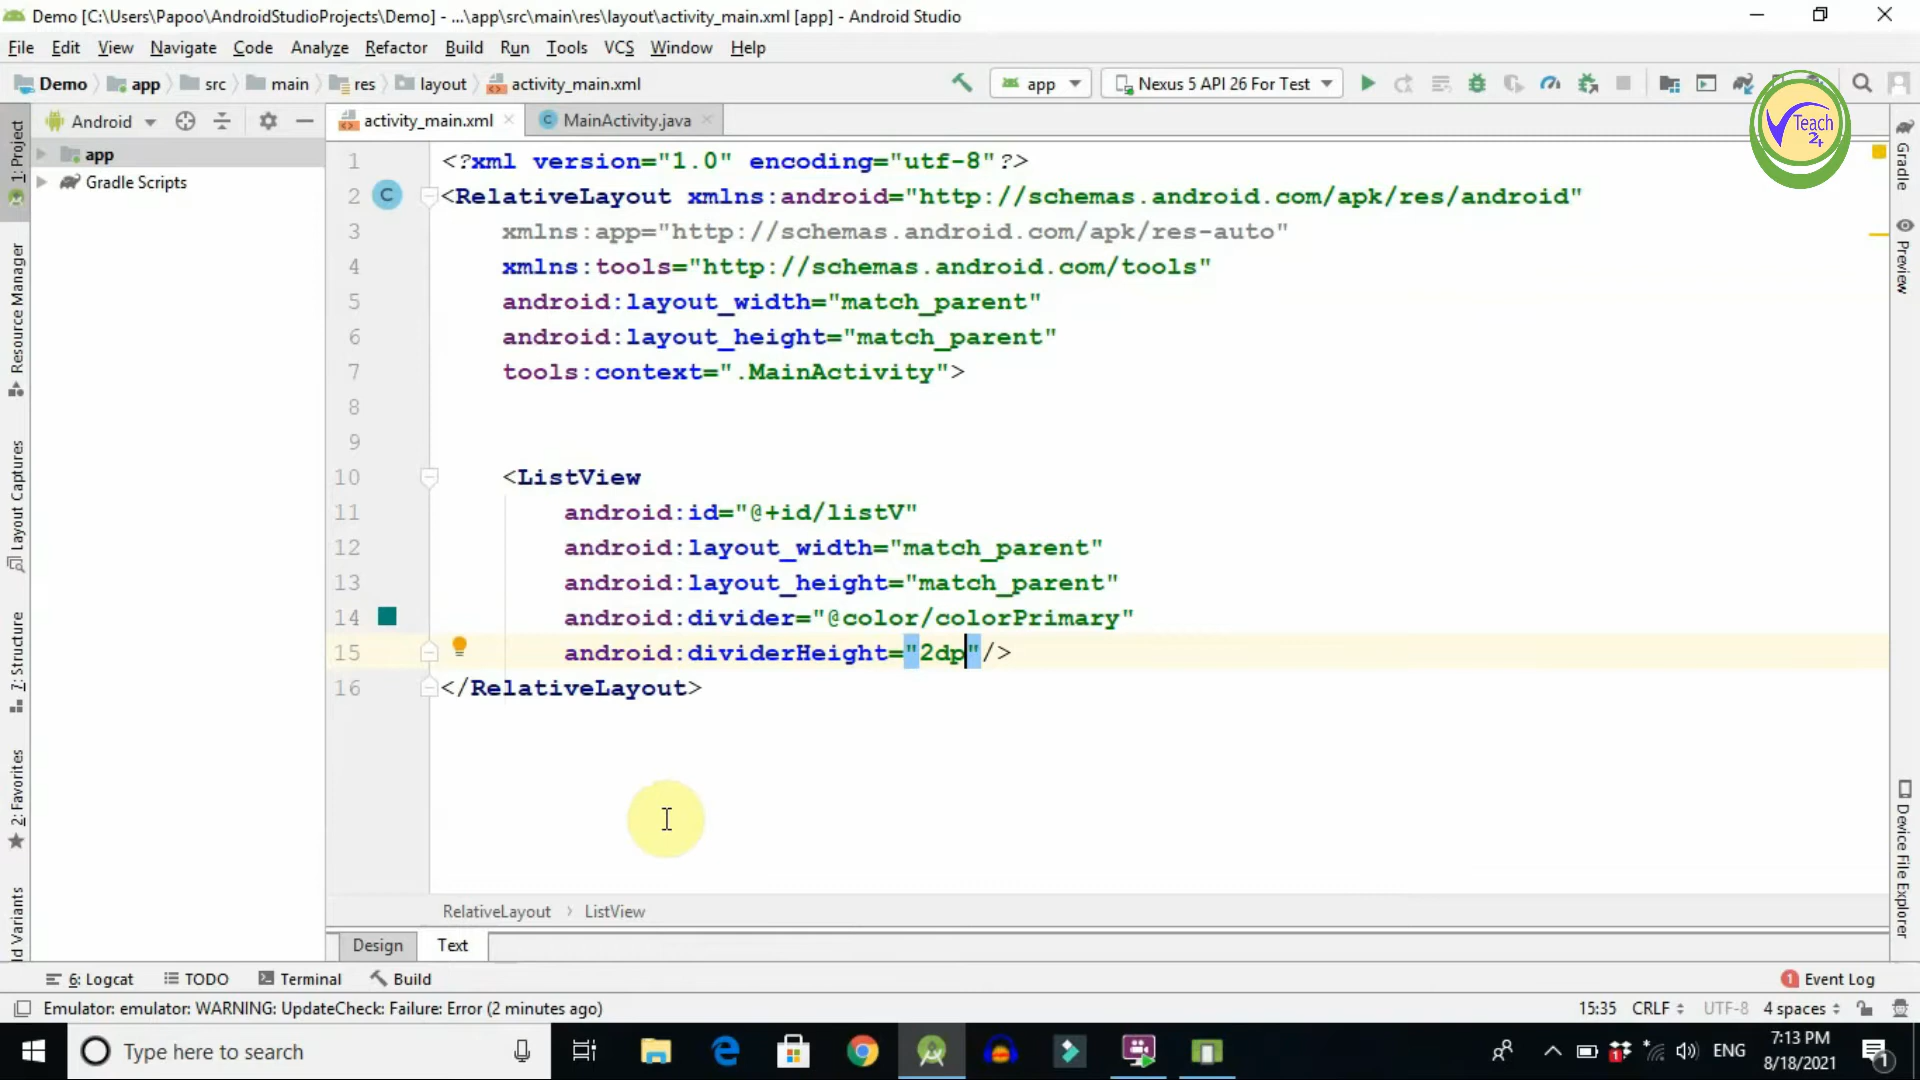 Demo [C:\Users\Papoo\AndroidStudioProjects\Demo] - ...\app\src\main\res\layout\activity_main.xml [app] - Android Studio
File Edit View Navigate Code Analyze Refactor Build Run Tools VCS Window Help
Demo app src main res layout activity_main.xml app Nexus 5 API 26 For Test
Android activity_main.xml MainActivity.java
Teach
24
app
Gradle Scripts
1: Project
Resource Manager
Layout Captures
7: Structure
2: Favorites
ld Variants
1 <?xml version="1.0" encoding="utf-8"?>
2 C <RelativeLayout xmlns:android="http://schemas.android.com/apk/res/android"
3 xmlns:app="http://schemas.android.com/apk/res-auto"
4 xmlns:tools="http://schemas.android.com/tools"
5 android:layout_width="match_parent"
6 android:layout_height="match_parent"
7 tools:context=".MainActivity">
8
9
10 <ListView
11 android:id="@+id/listV"
12 android:layout_width="match_parent"
13 android:layout_height="match_parent"
14 android:divider="@color/colorPrimary"
15 android:dividerHeight="2dp"/>
16 </RelativeLayout>
Gradle
Preview
Device File Explorer
RelativeLayout › ListView
Design Text
6: Logcat TODO Terminal Build 1 Event Log
Emulator: emulator: WARNING: UpdateCheck: Failure: Error (2 minutes ago) 15:35 CRLF UTF-8 4 spaces
Type here to search ENG 7:13 PM
8/18/2021
1